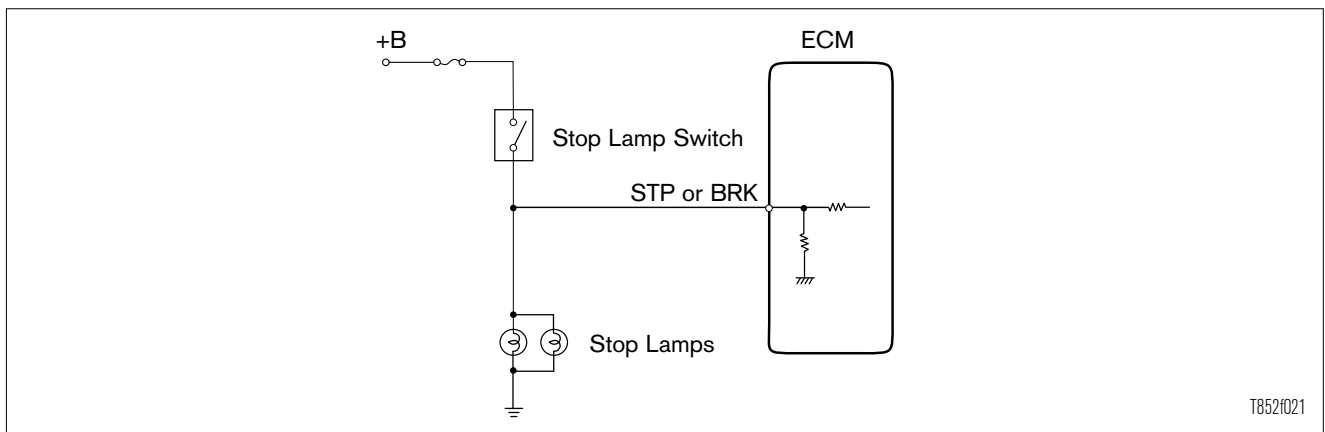 +B
ECM
Stop Lamp Switch
STP or BRK
Stop Lamps
T852f021